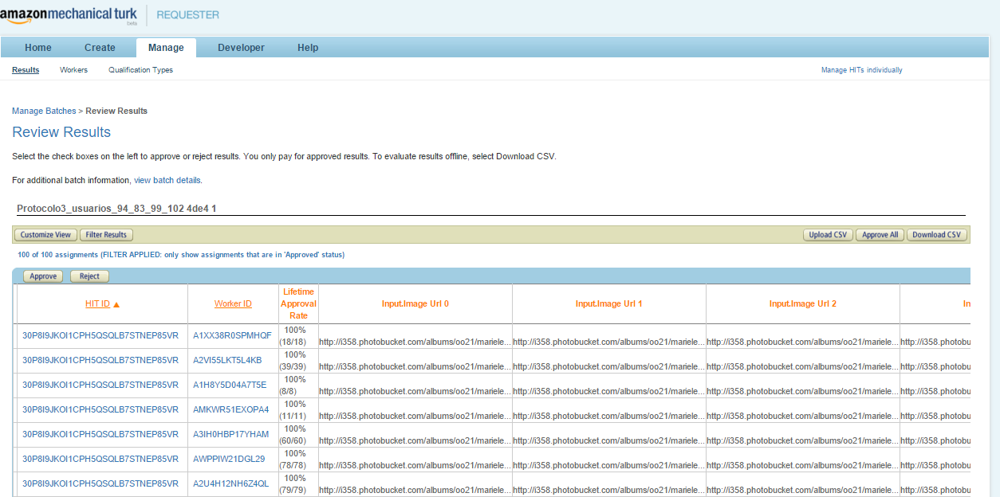 amazonmechanical turk beta REQUESTER
Home Create Manage Developer Help
Results Workers Qualification Types Manage HITs individually
Manage Batches > Review Results
Review Results
Select the check boxes on the left to approve or reject results. You only pay for approved results. To evaluate results offline, select Download CSV.
For additional batch information, view batch details.
Protocolo3_usuarios_94_83_99_102 4de4 1
Customize View Filter Results Upload CSV Approve All Download CSV
100 of 100 assignments (FILTER APPLIED: only show assignments that are in 'Approved' status)
Approve Reject
HIT ID ▲ Worker ID Lifetime Approval Rate Input.Image Url 0 Input.Image Url 1 Input.Image Url 2 In
30P8I9JKOI1CPH5QSQLB7STNEP85VR A1XX38R0SPMHQF 100% (18/18) http://i358.photobucket.com/albums/oo21/mariele... http://i358.photobucket.com/albums/oo21/mariele... http://i358.photobucket.com/albums/oo21/mariele... http://i358.photobu
30P8I9JKOI1CPH5QSQLB7STNEP85VR A2VI55LKT5L4KB 100% (39/39) http://i358.photobucket.com/albums/oo21/mariele... http://i358.photobucket.com/albums/oo21/mariele... http://i358.photobucket.com/albums/oo21/mariele... http://i358.photobu
30P8I9JKOI1CPH5QSQLB7STNEP85VR A1H8Y5D04A7T5E 100% (8/8) http://i358.photobucket.com/albums/oo21/mariele... http://i358.photobucket.com/albums/oo21/mariele... http://i358.photobucket.com/albums/oo21/mariele... http://i358.photobu
30P8I9JKOI1CPH5QSQLB7STNEP85VR AMKWR51EXOPA4 100% (11/11) http://i358.photobucket.com/albums/oo21/mariele... http://i358.photobucket.com/albums/oo21/mariele... http://i358.photobucket.com/albums/oo21/mariele... http://i358.photobu
30P8I9JKOI1CPH5QSQLB7STNEP85VR A3IH0HBP17YHAM 100% (60/60) http://i358.photobucket.com/albums/oo21/mariele... http://i358.photobucket.com/albums/oo21/mariele... http://i358.photobucket.com/albums/oo21/mariele... http://i358.photobu
30P8I9JKOI1CPH5QSQLB7STNEP85VR AWPPIW21DGL29 100% (78/78) http://i358.photobucket.com/albums/oo21/mariele... http://i358.photobucket.com/albums/oo21/mariele... http://i358.photobucket.com/albums/oo21/mariele... http://i358.photobu
30P8I9JKOI1CPH5QSQLB7STNEP85VR A2U4H12NH6Z4QL 100% (79/79) http://i358.photobucket.com/albums/oo21/mariele... http://i358.photobucket.com/albums/oo21/mariele... http://i358.photobucket.com/albums/oo21/mariele... http://i358.photobu